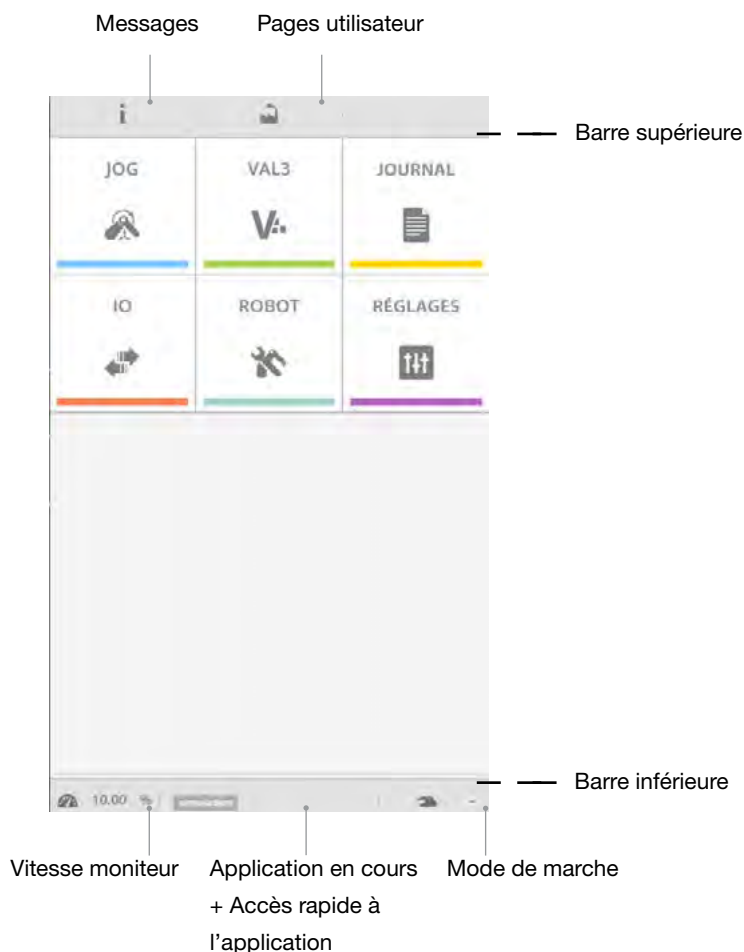 Messages Pages utilisateur
Barre supérieure
JOG VAL3 JOURNAL
IO ROBOT RÉGLAGES
Barre inférieure
10.00 %
Vitesse moniteur Application en cours Mode de marche
+ Accès rapide à
l'application